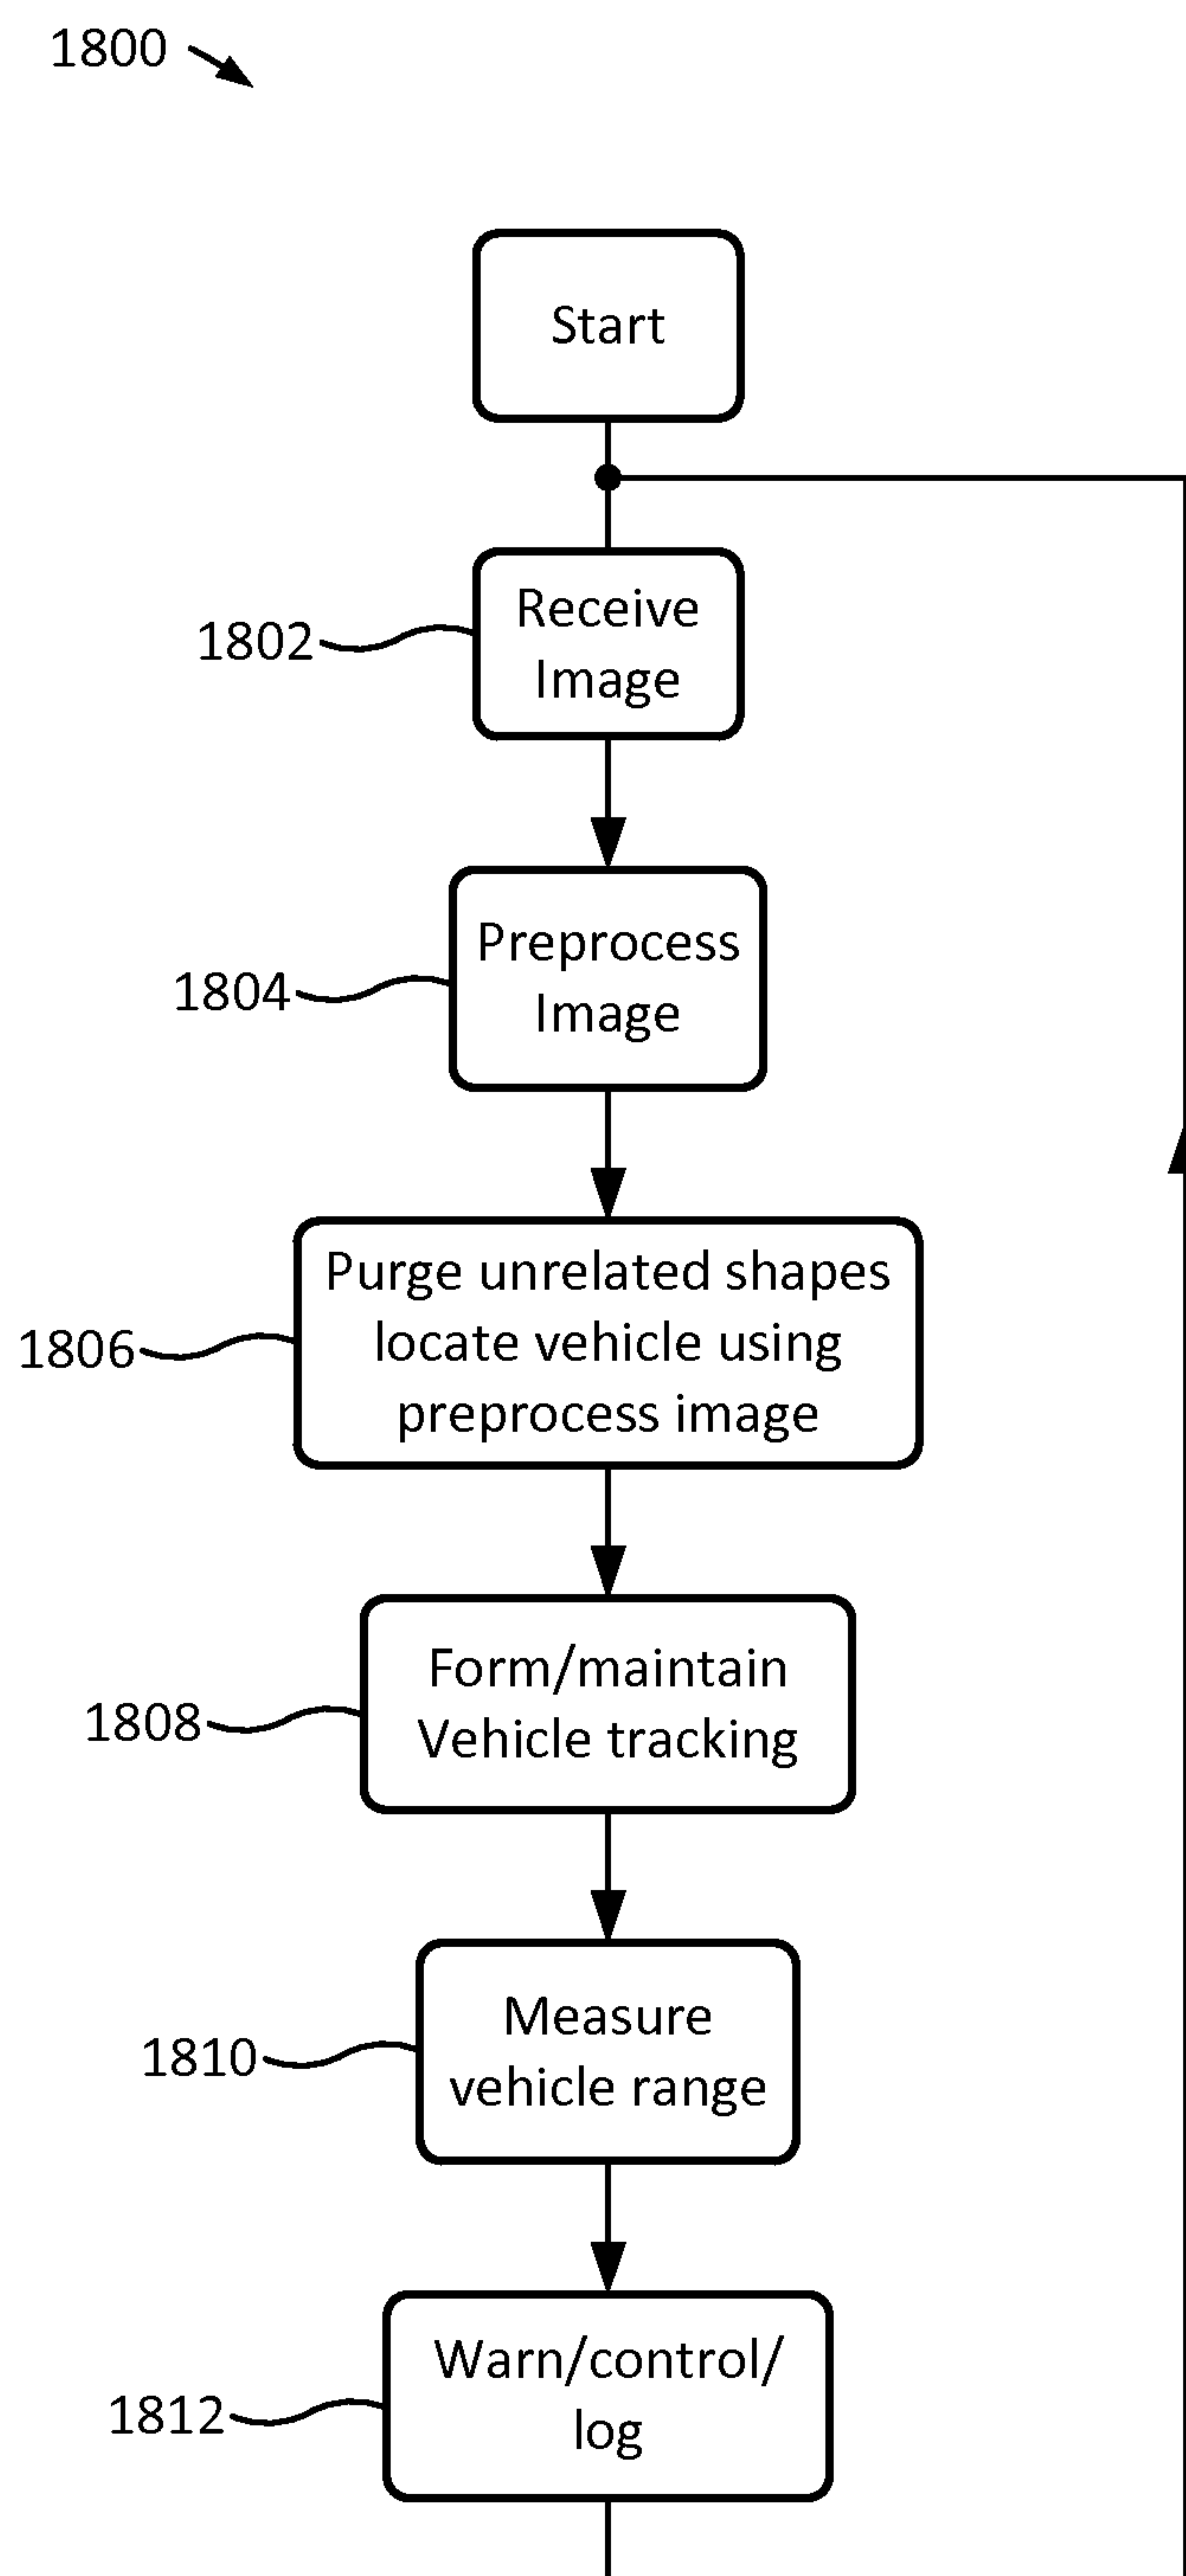 1800
Start
1802
Receive
Image
1804
Preprocess
Image
1806
Purge unrelated shapes
locate vehicle using
preprocess image
1808
Form/maintain
Vehicle tracking
1810
Measure
vehicle range
1812
Warn/control/
log